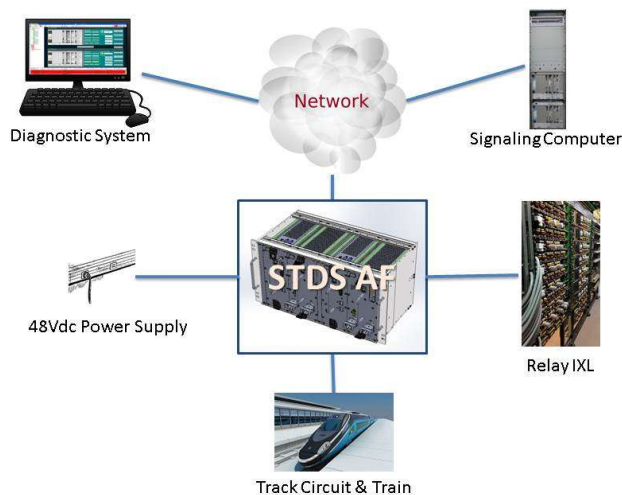 Network
Diagnostic System
Signaling Computer
STDS AF
48Vdc Power Supply
Relay IXL
Track Circuit & Train